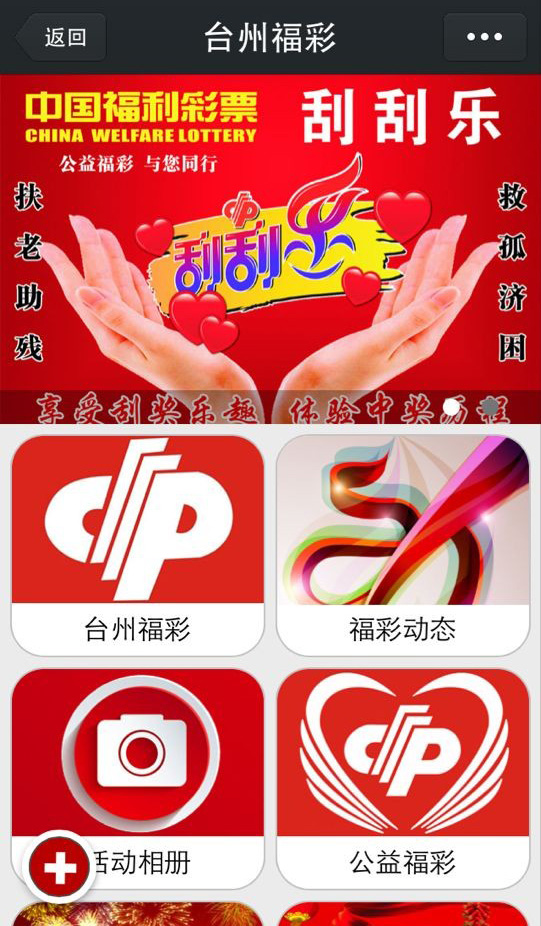 返回
台州福彩
中国福利彩票
CHINA WELFARE LOTTERY
公益福彩 与您同行
刮刮乐
扶老助残
刮刮乐
救孤济困
享受刮奖乐趣 体验中奖历程
台州福彩
福彩动态
活动相册
公益福彩